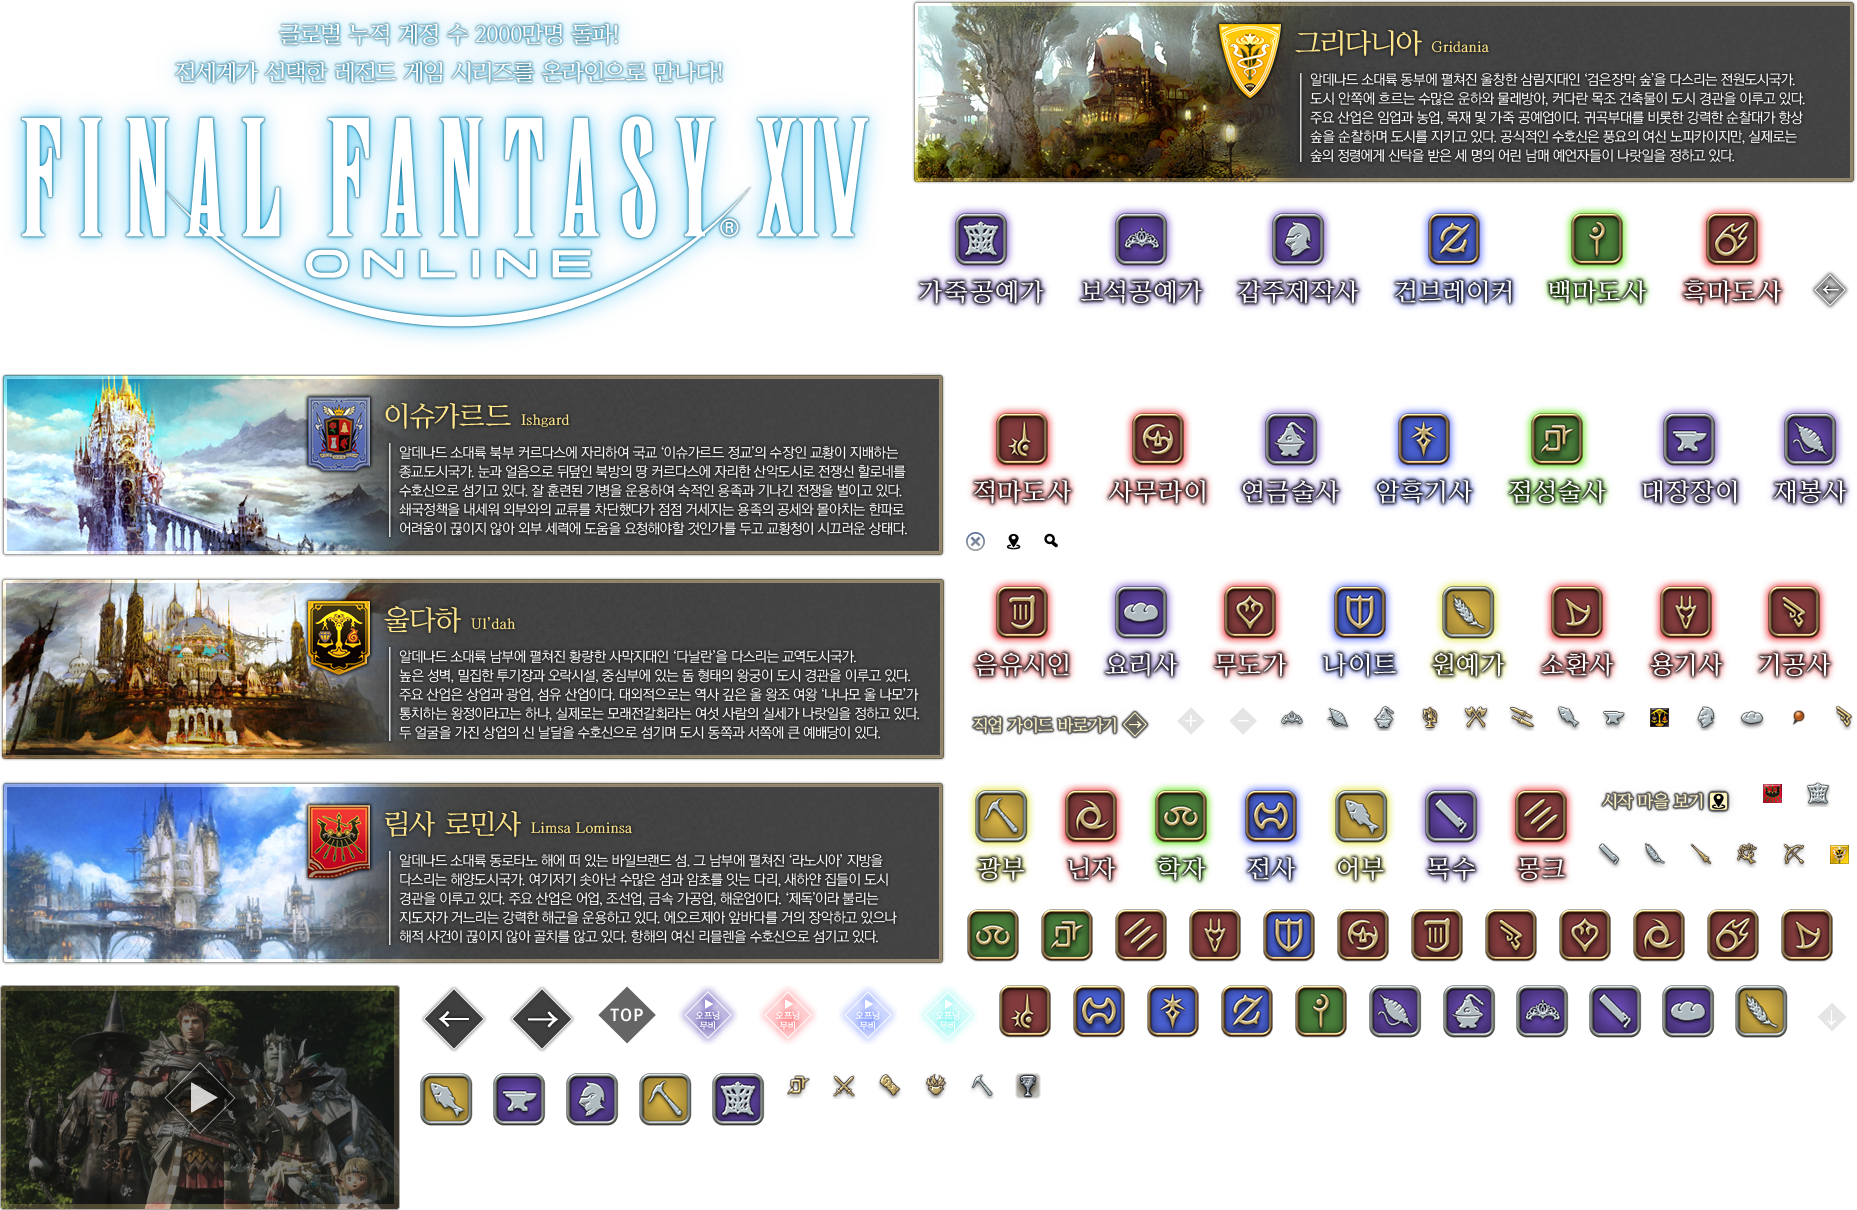 글로벌 누적 계정 수 2000만명 돌파!
전세계가 선택한 레전드 게임 시리즈를 온라인으로 만나다!
FINAL FANTASY XIV
®
ONLINE
그리다니아 Gridania
알데나드 소대륙 동부에 펼쳐진 울창한 삼림지대인 ‘검은장막 숲’을 다스리는 전원도시국가.
도시 안쪽에 흐르는 수많은 운하와 물레방아, 커다란 목조 건축물이 도시 경관을 이루고 있다.
주요 산업은 임업과 농업, 목재 및 가죽 공예업이다. 귀곡부대를 비롯한 강력한 순찰대가 항상
숲을 순찰하며 도시를 지키고 있다. 공식적인 수호신은 풍요의 여신 노피카이지만, 실제로는
숲의 정령에게 신탁을 받은 세 명의 어린 남매 예언자들이 나랏일을 정하고 있다.
가죽공예가 보석공예가 갑주제작사 건브레이커 백마도사 흑마도사
이슈가르드 Ishgard
알데나드 소대륙 북부 커르다스에 자리하여 국교 ‘이슈가르드 정교’의 수장인 교황이 지배하는
종교도시국가. 눈과 얼음으로 뒤덮인 북방의 땅 커르다스에 자리한 산악도시로 전쟁신 할로네를
수호신으로 섬기고 있다. 잘 훈련된 기병을 운용하여 숙적인 용족과 기나긴 전쟁을 벌이고 있다.
쇄국정책을 내세워 외부와의 교류를 차단했다가 점점 거세지는 용족의 공세와 몰아치는 한파로
어려움이 끊이지 않아 외부 세력에 도움을 요청해야할 것인가를 두고 교황청이 시끄러운 상태다.
적마도사 사무라이 연금술사 암흑기사 점성술사 대장장이 재봉사
울다하 Ul'dah
알데나드 소대륙 남부에 펼쳐진 황량한 사막지대인 ‘다날란’을 다스리는 교역도시국가.
높은 성벽, 밀집한 투기장과 오락시설, 중심부에 있는 돔 형태의 왕궁이 도시 경관을 이루고 있다.
주요 산업은 상업과 광업, 섬유 산업이다. 대외적으로는 역사 깊은 울 왕조 여왕 ‘나나모 울 나모’가
통치하는 왕정이라고는 하나, 실제로는 모래전갈회라는 여섯 사람의 실세가 나랏일을 정하고 있다.
두 얼굴을 가진 상업의 신 날달을 수호신으로 섬기며 도시 동쪽과 서쪽에 큰 예배당이 있다.
음유시인 요리사 무도가 나이트 원예가 소환사 용기사 기공사
직업 가이드 바로가기
림사 로민사 Limsa Lominsa
알데나드 소대륙 동로타노 해에 떠 있는 바일브랜드 섬. 그 남부에 펼쳐진 ‘라노시아’ 지방을
다스리는 해양도시국가. 여기저기 솟아난 수많은 섬과 암초를 잇는 다리, 새하얀 집들이 도시
경관을 이루고 있다. 주요 산업은 어업, 조선업, 금속 가공업, 해운업이다. ‘제독’이라 불리는
지도자가 거느리는 강력한 해군을 운용하고 있다. 에오르제아 앞바다를 거의 장악하고 있으나
해적 사건이 끊이지 않아 골치를 앓고 있다. 항해의 여신 리믈렌을 수호신으로 섬기고 있다.
시작 마을 보기
광부 닌자 학자 전사 어부 목수 몽크
TOP
오프닝
무비
오프닝
무비
오프닝
무비
오프닝
무비